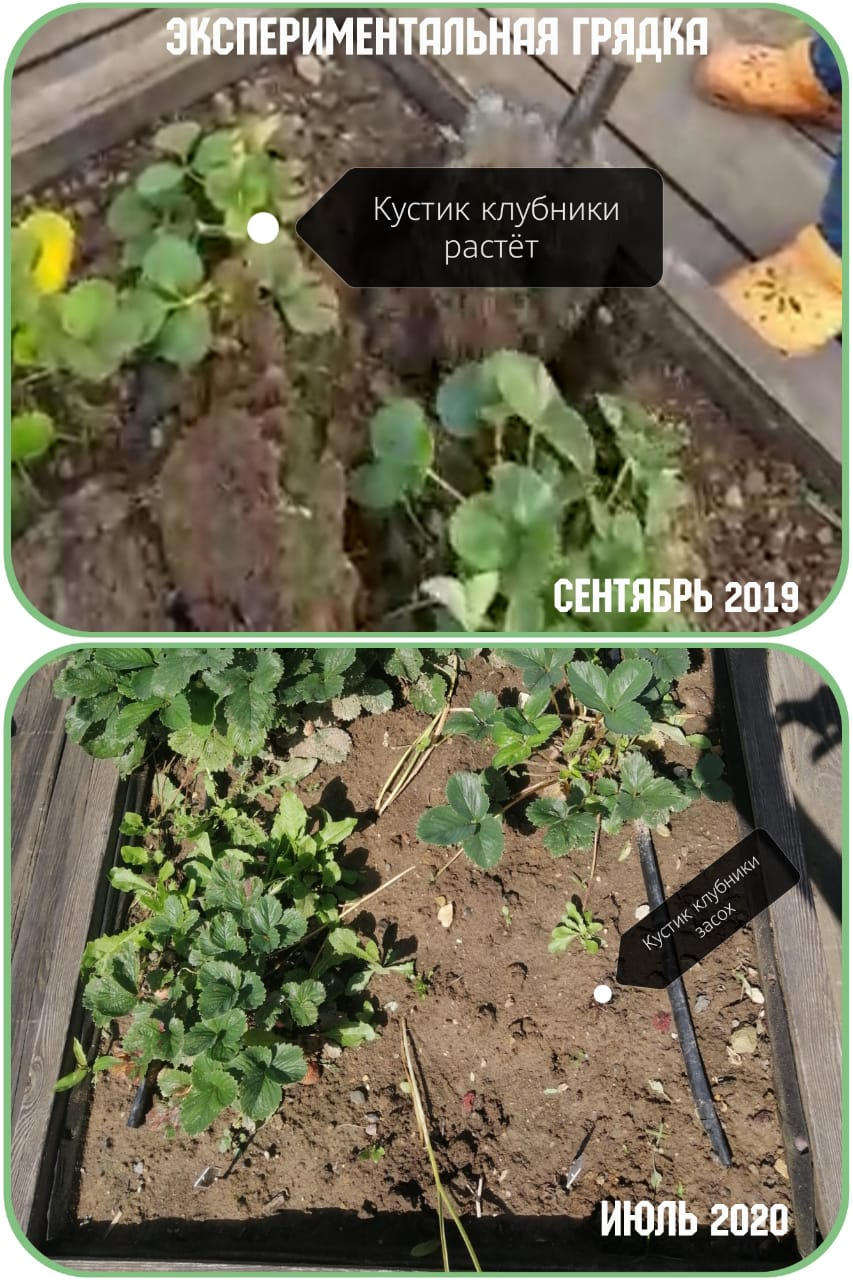 ЭКСПЕРИМЕНТАЛЬНАЯ ГРЯДКА
Кустик клубники
растёт
СЕНТЯБРЬ 2019
Кустик клубники
засох
ИЮЛЬ 2020